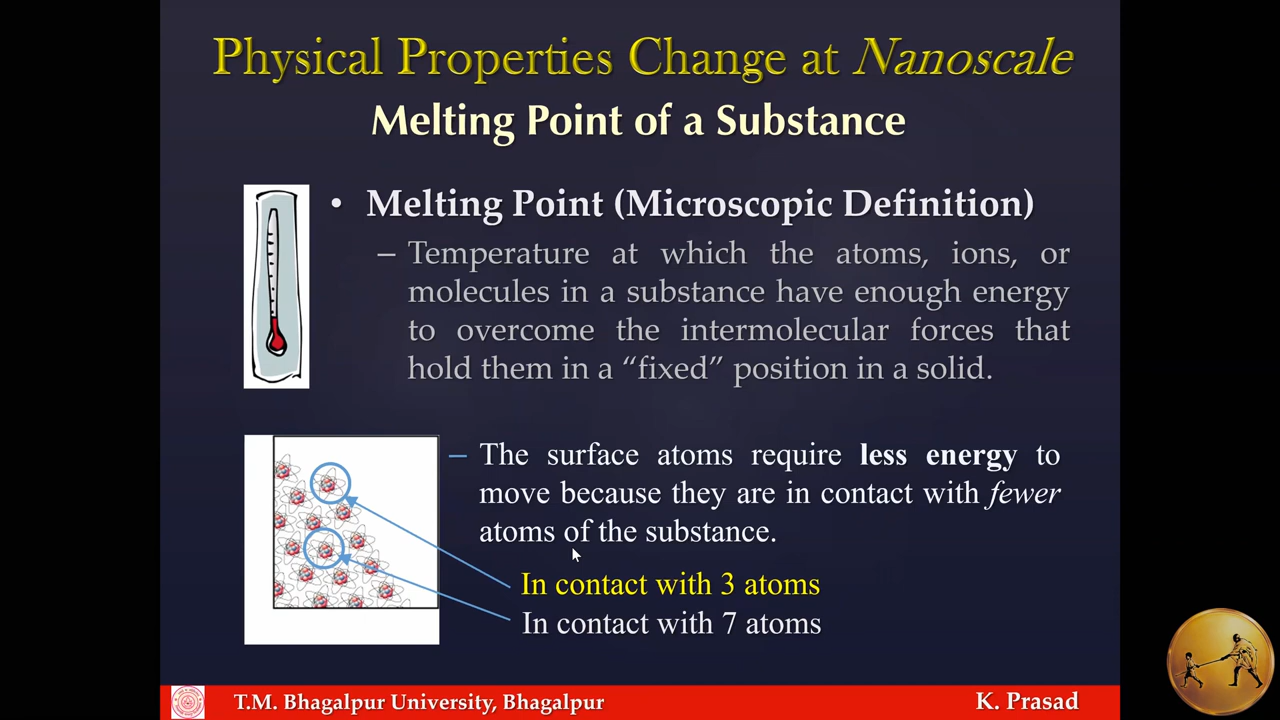 Physical Properties Change at Nanoscale
Melting Point of a Substance
• Melting Point (Microscopic Definition)
– Temperature at which the atoms, ions, or
molecules in a substance have enough energy
to overcome the intermolecular forces that
hold them in a “fixed” position in a solid.
– The surface atoms require less energy to
move because they are in contact with fewer
atoms of the substance.
In contact with 3 atoms
In contact with 7 atoms
T.M. Bhagalpur University, Bhagalpur
K. Prasad